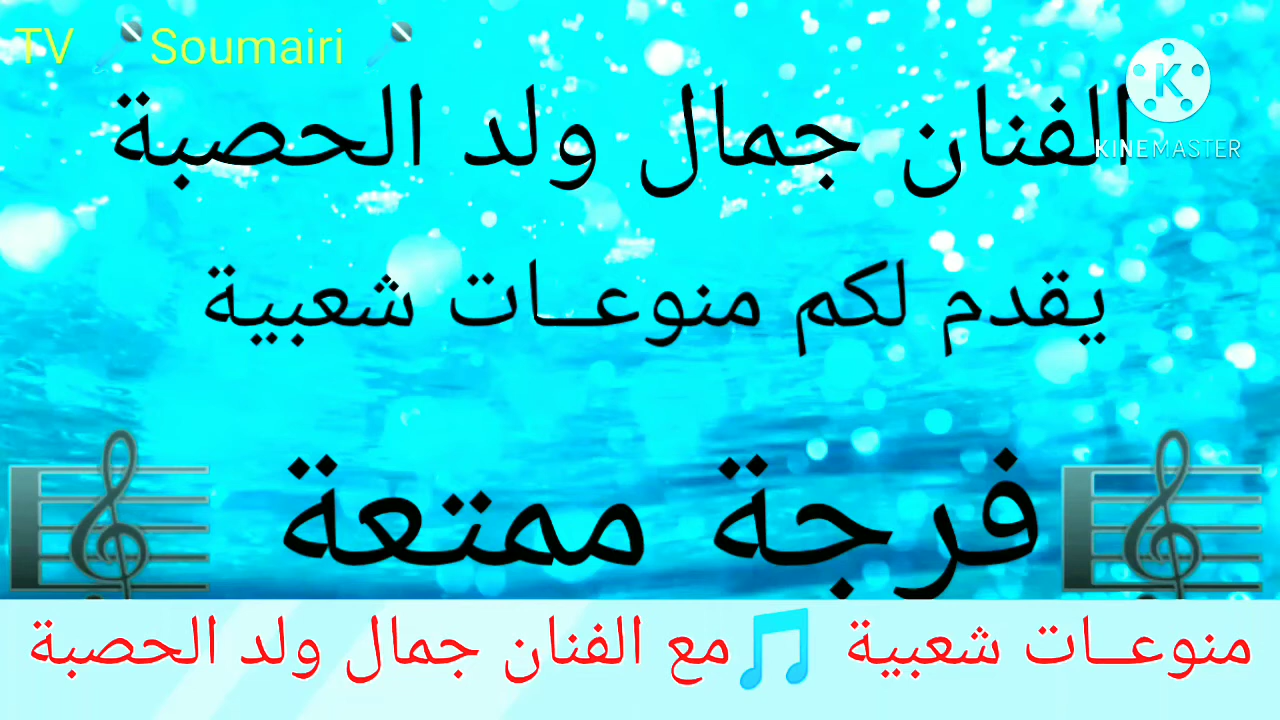 TV 🎤Soumairi 🎤
KINEMASTER
الفنان جمال ولد الحصبة
يقدم لكم منوعــات شعبية
فرجة ممتعة
منوعــات شعبية 🎵مع الفنان جمال ولد الحصبة